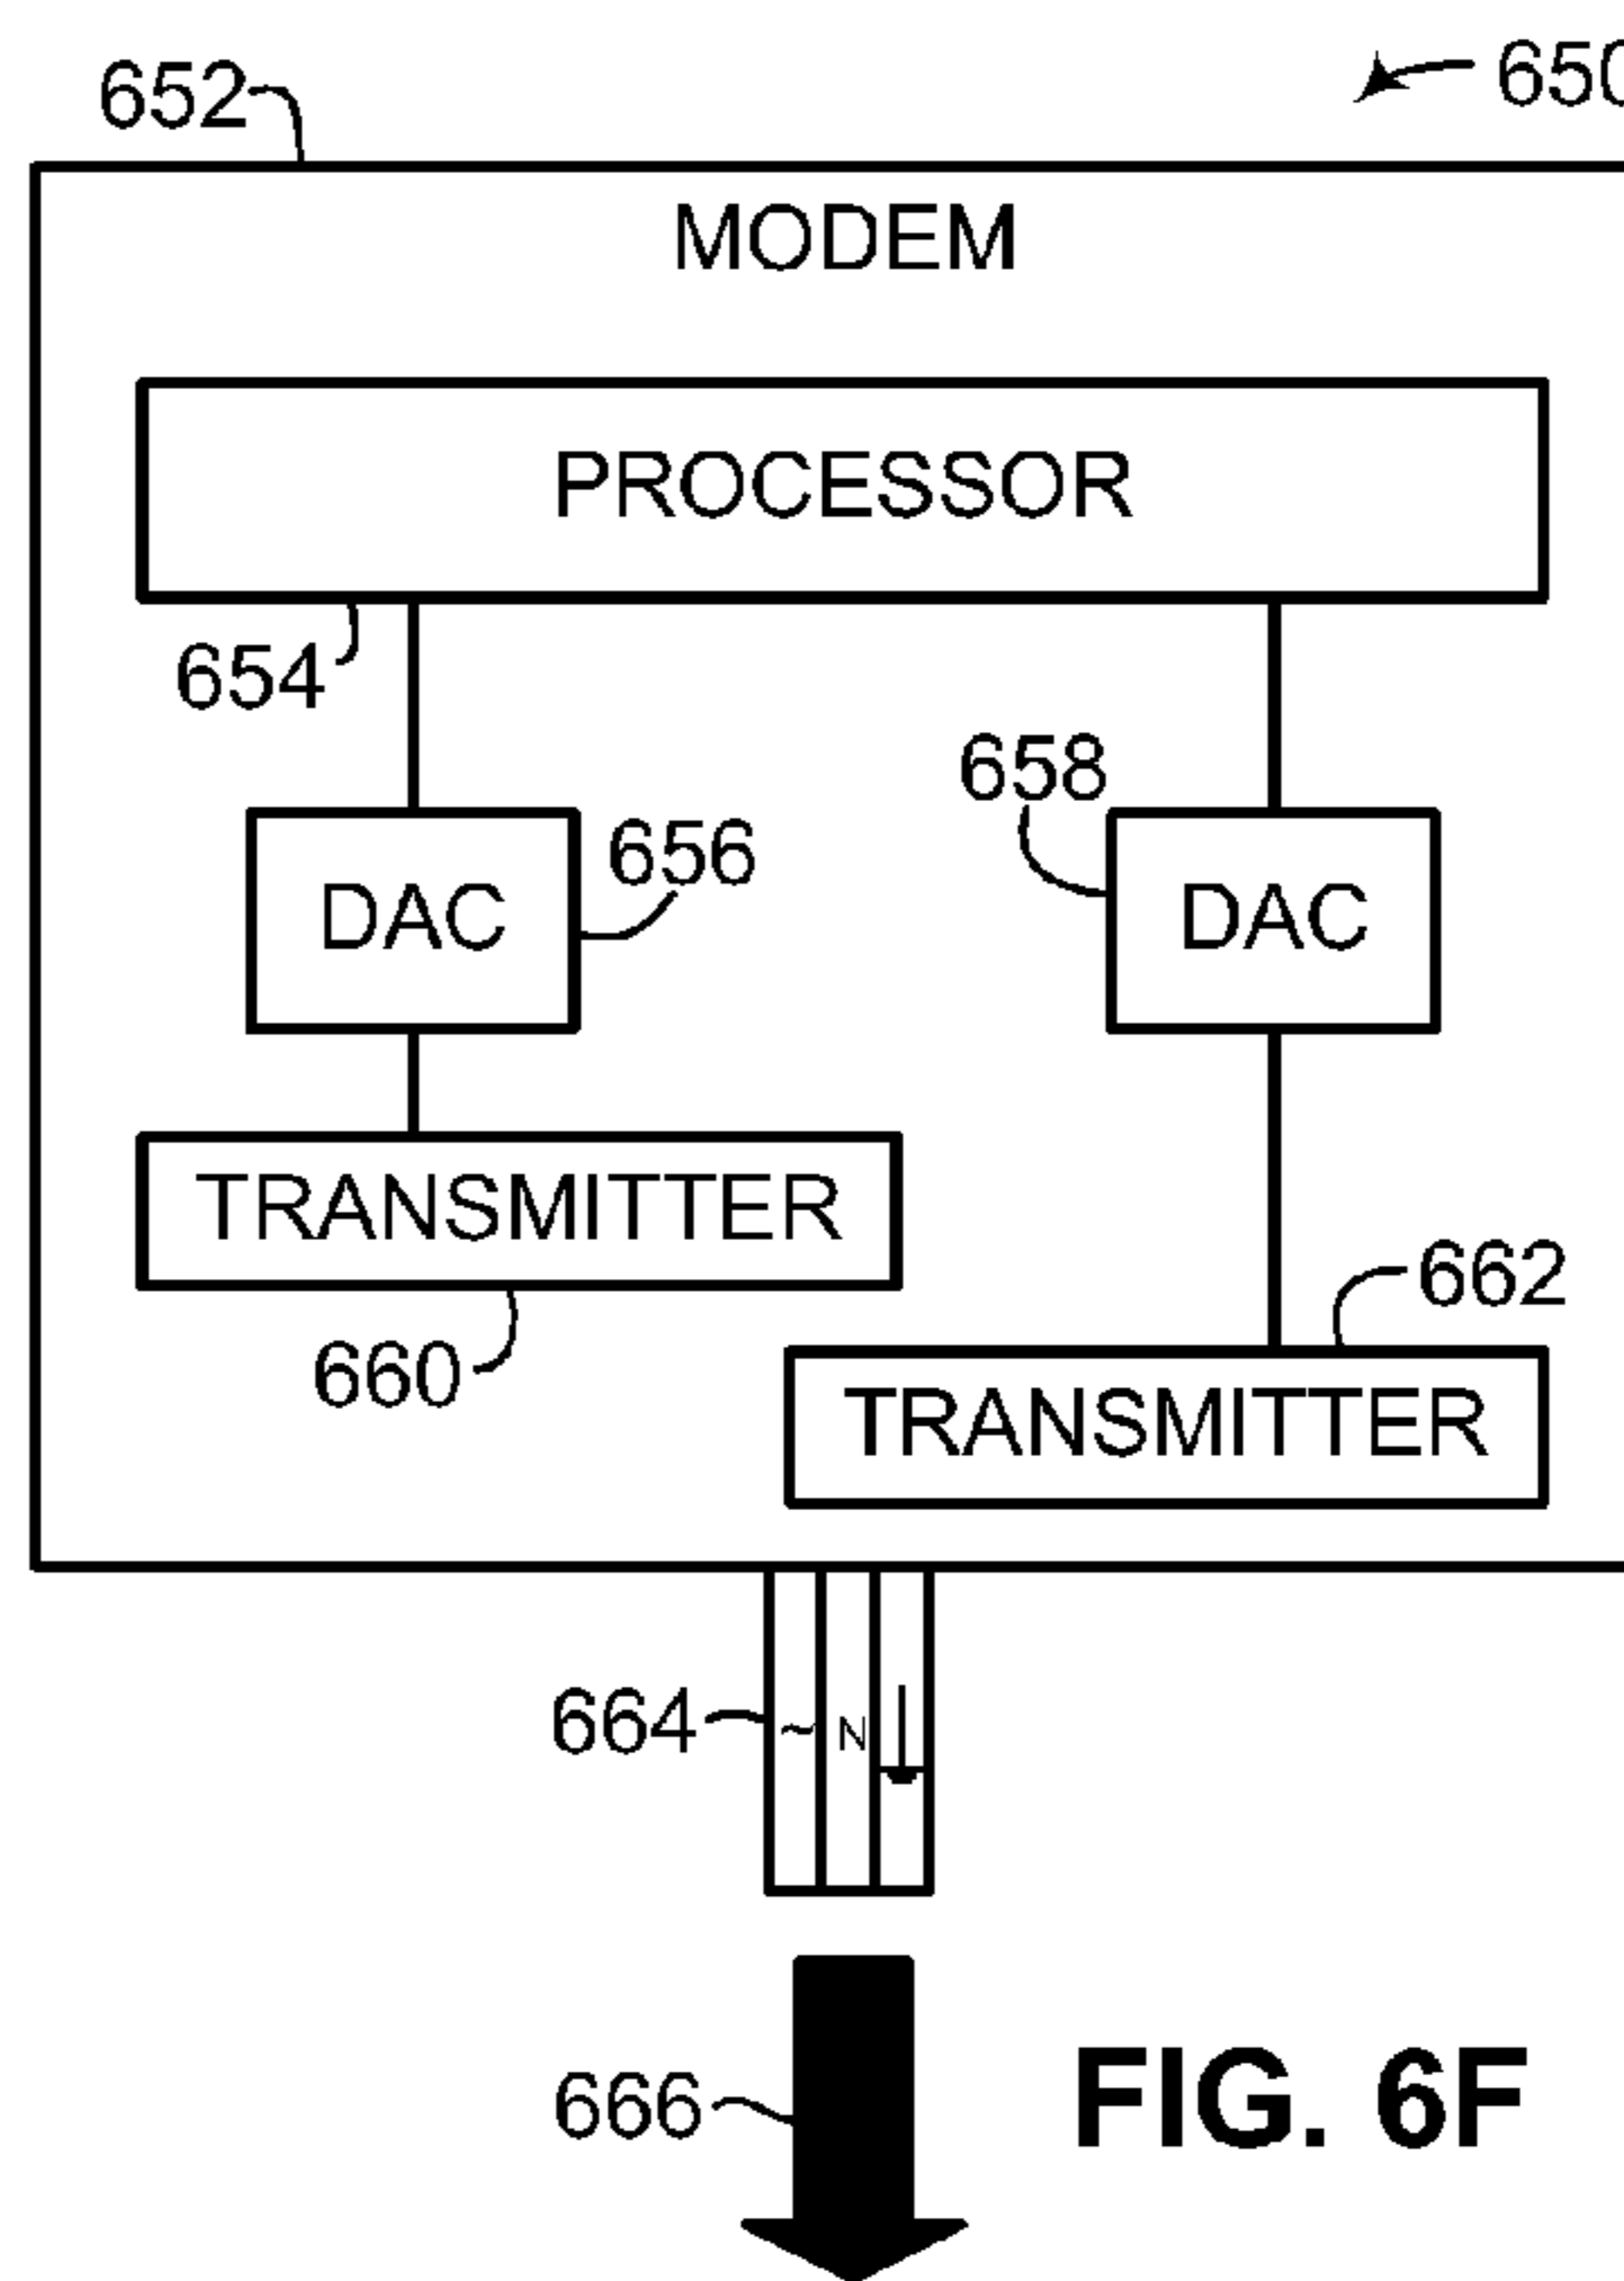 652
650
MODEM
PROCESSOR
654
658
656
DAC
DAC
TRANSMITTER
662
660
TRANSMITTER
664
~ N
666
FIG. 6F